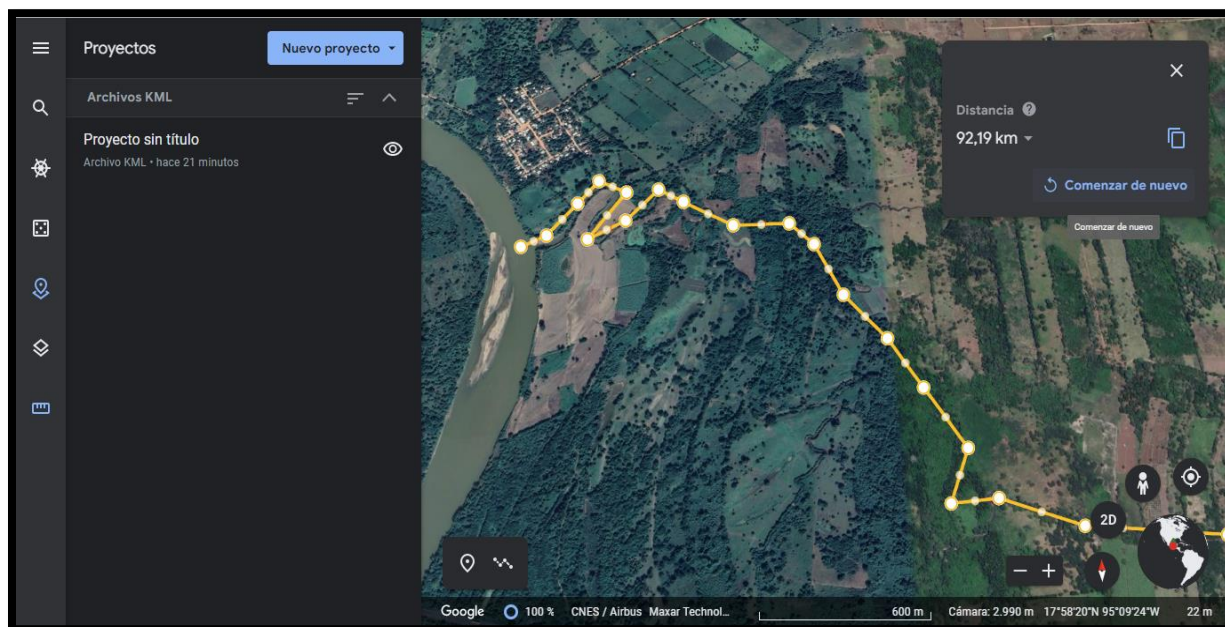 Proyectos
Nuevo proyecto
Archivos KML
Proyecto sin título
Archivo KML • hace 21 minutos
Distancia
92,19 km
Comenzar de nuevo
Comenzar de nuevo
2D
Google
100 %
CNES / Airbus Maxar Technol...
600 m
Cámara: 2.990 m 17°58'20"N 95°09'24"W
22 m